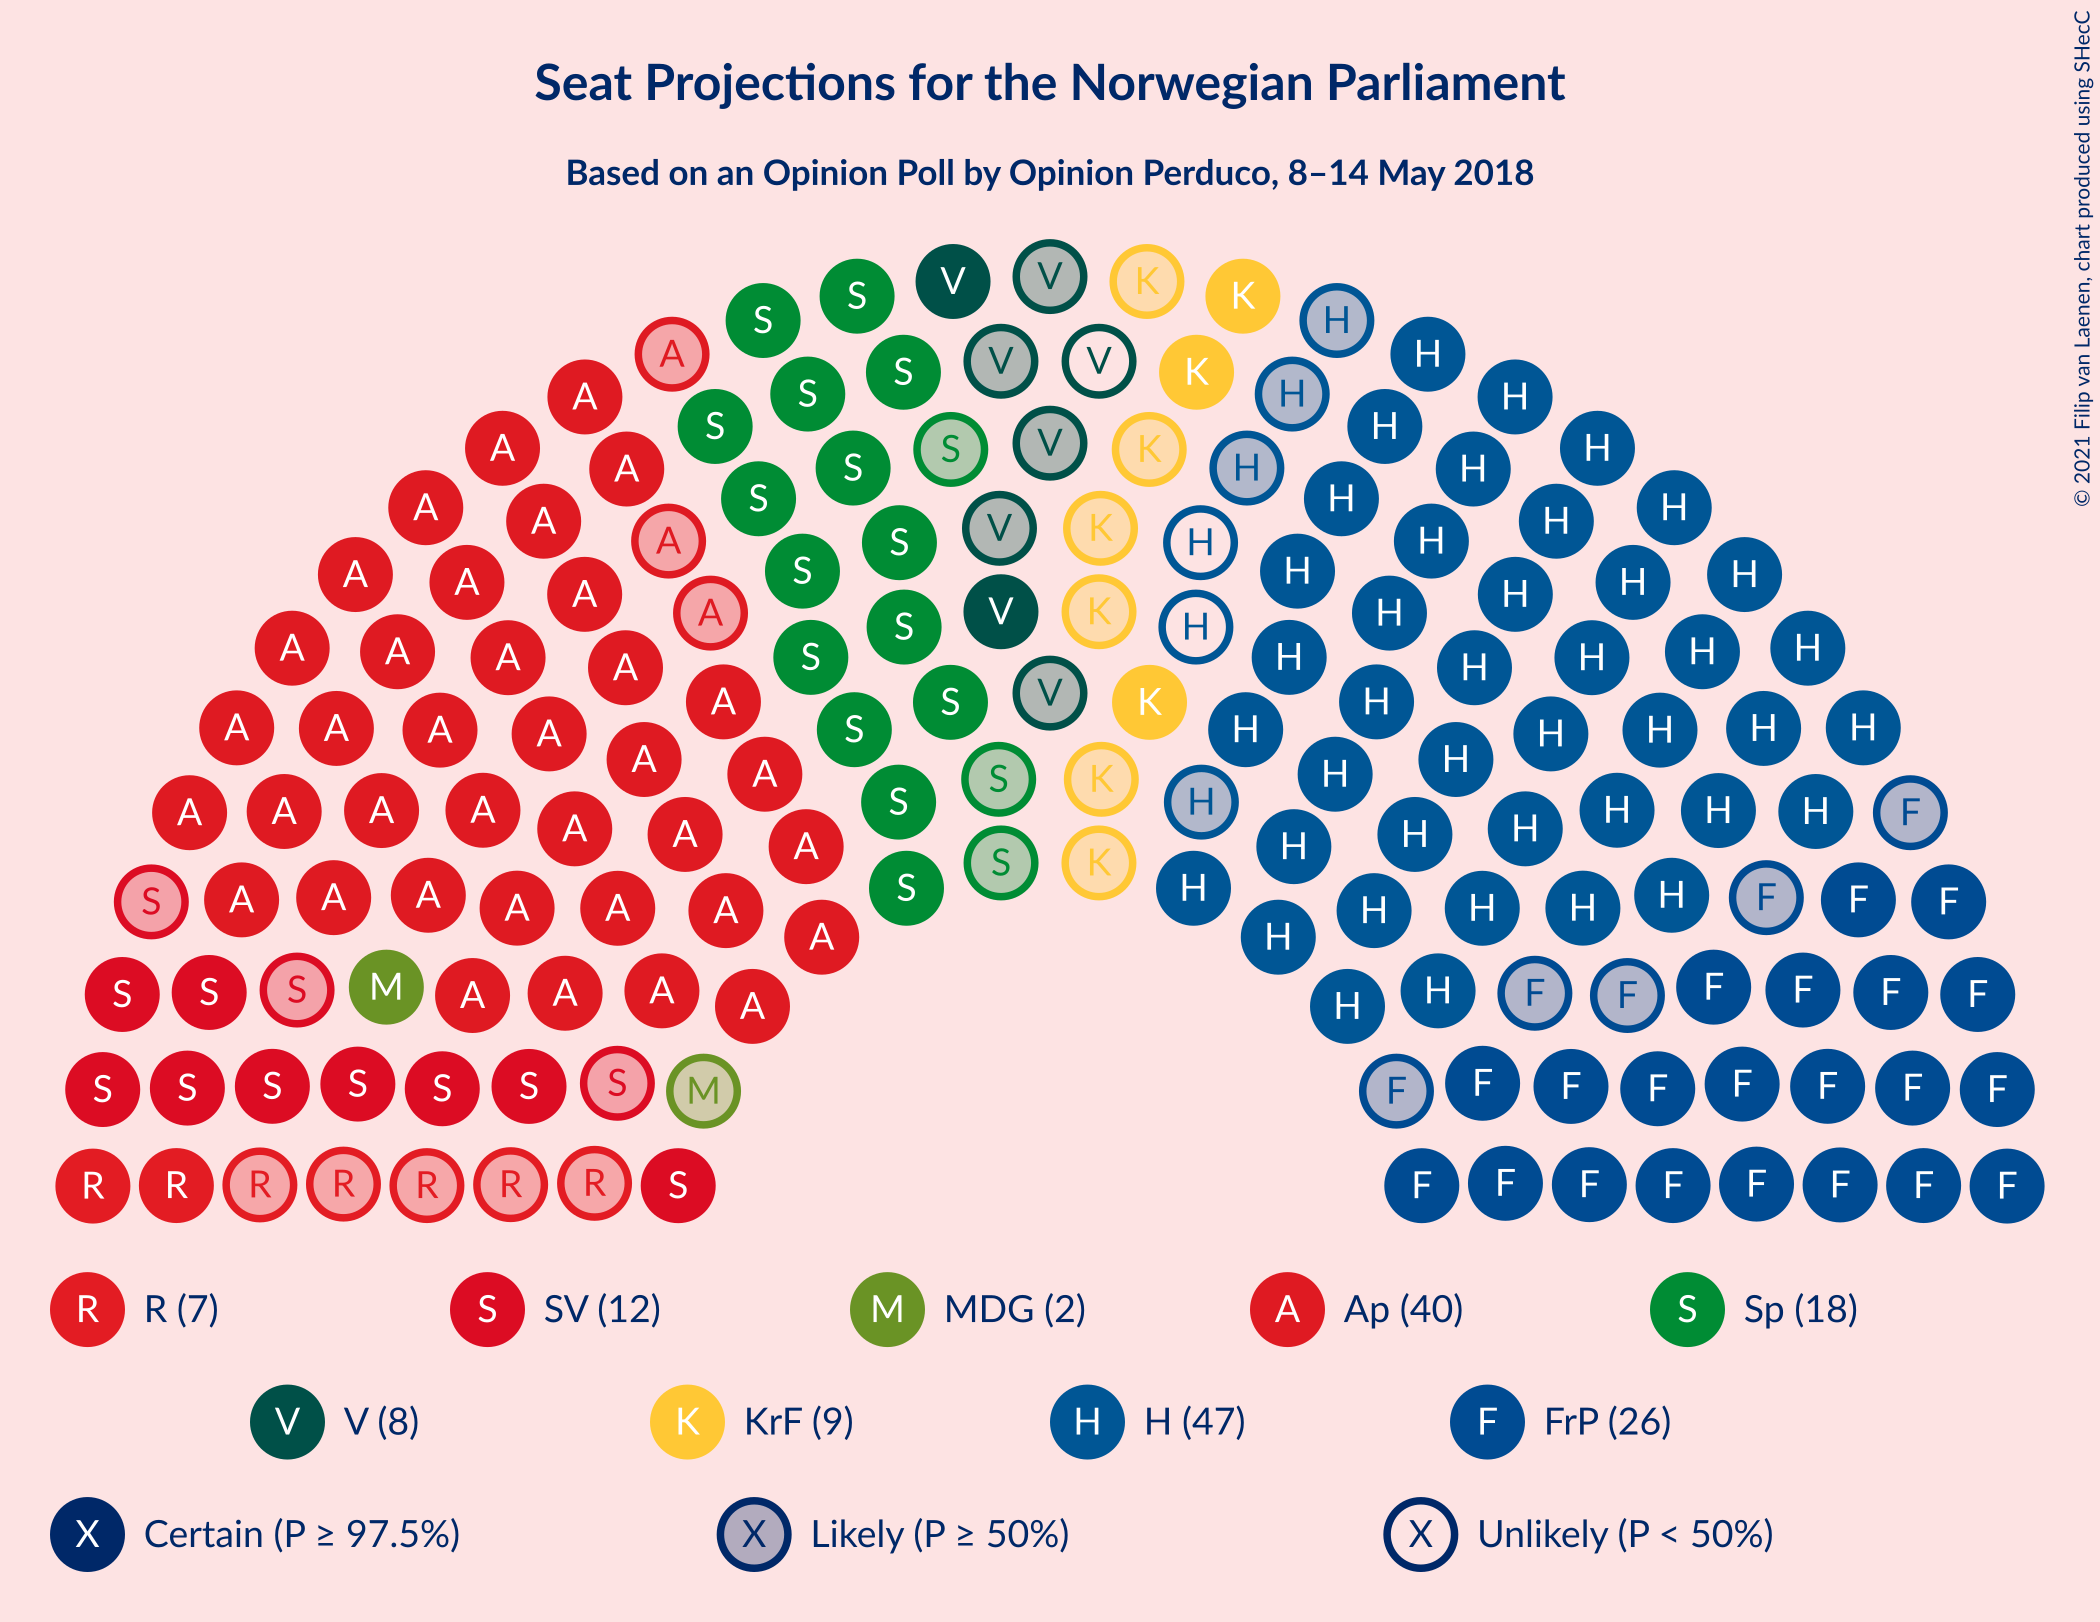 Seat Projections for the Norwegian Parliament
Based on an Opinion Poll by Opinion Perduco, 8–14 May 2018
© 2021 Filip van Laenen, chart produced using SHecC
V
S V K
S K
S H
A V V H
S K
A S H H
A S V K H
A S S H
A S H H
A K H
A S V H H
A S H H
A A H H
A S K H
A S V H H
A S H H
A A S V H H
A A S K H H
A A A S H H
A A S V K H H H
A A S S K H H H
A A A S V K H H H
A A A A S H H H H F
A A A A A S S K H H H H H F
S A A A A A A A H H H H H F F F
S S S M A A A A H H F F F F F F
S S S S S S S M F F F F F F F F
R R R R R R R S F F F F F F F F
R R (7) S SV (12) M MDG (2) A Ap (40) S Sp (18)
V V (8) K KrF (9) H H (47) F FrP (26)
X Certain (P ≥ 97.5%) X Likely (P ≥ 50%) X Unlikely (P < 50%)